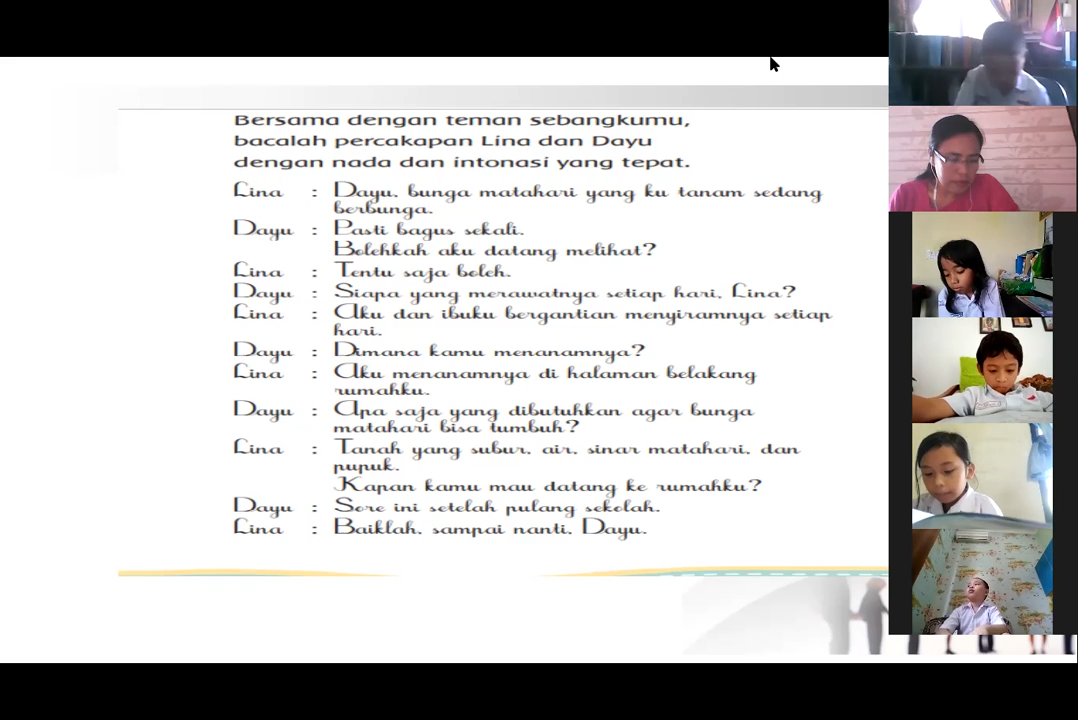 Bersama dengan teman sebangkumu,
bacalah percakapan Lina dan Dayu
dengan nada dan intonasi yang tepat.
Lina : Dayu, bunga matahari yang ku tanam sedang
berbunga.
Dayu : Pasti bagus sekali.
Bolehkah aku datang melihat?
Lina : Tentu saja boleh.
Dayu : Siapa yang merawatnya setiap hari, Lina?
Lina : Aku dan ibuku bergantian menyiramnya setiap
hari.
Dayu : Dimana kamu menanamnya?
Lina : Aku menanamnya di halaman belakang
rumahku.
Dayu : Apa saja yang dibutuhkan agar bunga
matahari bisa tumbuh?
Lina : Tanah yang subur, air, sinar matahari, dan
pupuk.
Kapan kamu mau datang ke rumahku?
Dayu : Sore ini setelah pulang sekolah.
Lina : Baiklah, sampai nanti, Dayu.